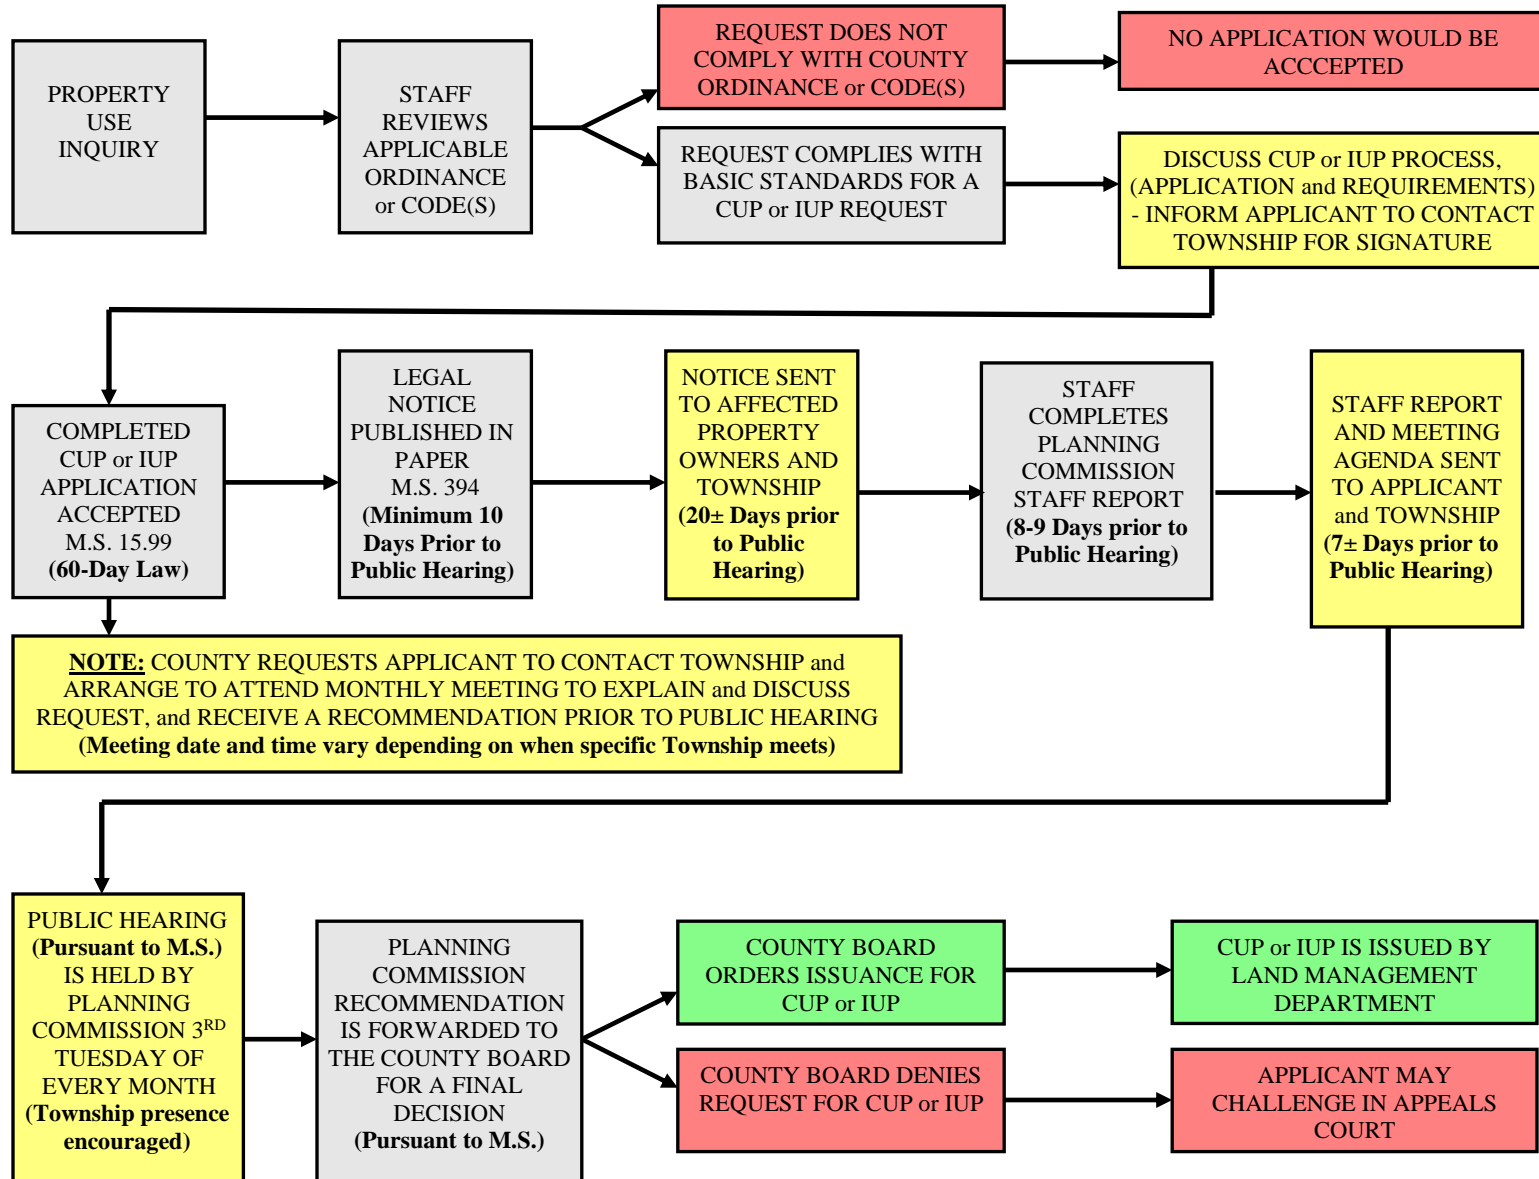 PROPERTY
USE
INQUIRY
STAFF
REVIEWS
APPLICABLE
ORDINANCE
or CODE(S)
REQUEST DOES NOT
COMPLY WITH COUNTY
ORDINANCE or CODE(S)
NO APPLICATION WOULD BE
ACCCEPTED
REQUEST COMPLIES WITH
BASIC STANDARDS FOR A
CUP or IUP REQUEST
DISCUSS CUP or IUP PROCESS,
(APPLICATION and REQUIREMENTS)
- INFORM APPLICANT TO CONTACT
TOWNSHIP FOR SIGNATURE
COMPLETED
CUP or IUP
APPLICATION
ACCEPTED
M.S. 15.99
(60-Day Law)
LEGAL
NOTICE
PUBLISHED IN
PAPER
M.S. 394
(Minimum 10
Days Prior to
Public Hearing)
NOTICE SENT
TO AFFECTED
PROPERTY
OWNERS AND
TOWNSHIP
(20± Days prior
to Public
Hearing)
STAFF
COMPLETES
PLANNING
COMMISSION
STAFF REPORT
(8-9 Days prior to
Public Hearing)
STAFF REPORT
AND MEETING
AGENDA SENT
TO APPLICANT
and TOWNSHIP
(7± Days prior to
Public Hearing)
NOTE: COUNTY REQUESTS APPLICANT TO CONTACT TOWNSHIP and
ARRANGE TO ATTEND MONTHLY MEETING TO EXPLAIN and DISCUSS
REQUEST, and RECEIVE A RECOMMENDATION PRIOR TO PUBLIC HEARING
(Meeting date and time vary depending on when specific Township meets)
PUBLIC HEARING
(Pursuant to M.S.)
IS HELD BY
PLANNING
COMMISSION 3RD
TUESDAY OF
EVERY MONTH
(Township presence
encouraged)
PLANNING
COMMISSION
RECOMMENDATION
IS FORWARDED TO
THE COUNTY BOARD
FOR A FINAL
DECISION
(Pursuant to M.S.)
COUNTY BOARD
ORDERS ISSUANCE FOR
CUP or IUP
CUP or IUP IS ISSUED BY
LAND MANAGEMENT
DEPARTMENT
COUNTY BOARD DENIES
REQUEST FOR CUP or IUP
APPLICANT MAY
CHALLENGE IN APPEALS
COURT